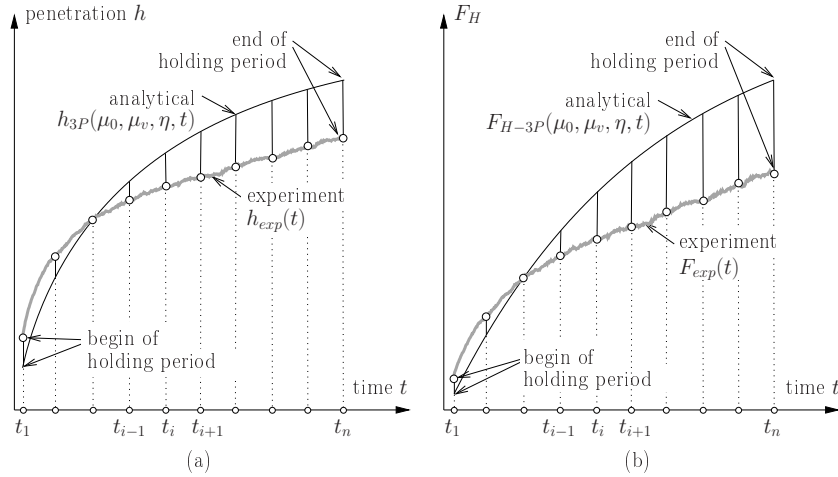 penetration h
end of
holding period
analytical
h_{3P}(μ_0, μ_v, η, t)
experiment
h_{exp}(t)
begin of
holding period
time t
t_1
t_{i-1}
t_i
t_{i+1}
t_n
(a)
F_H
end of
holding period
analytical
F_{H-3P}(μ_0, μ_v, η, t)
experiment
F_{exp}(t)
begin of
holding period
time t
t_1
t_{i-1}
t_i
t_{i+1}
t_n
(b)